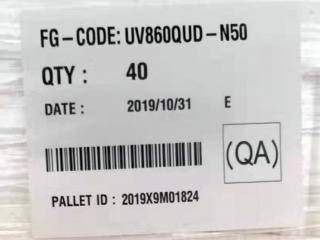 FG-CODE: UV860QUD-N50
QTY : 40
DATE : 2019/10/31 E
(QA)
PALLET ID : 2019X9M01824